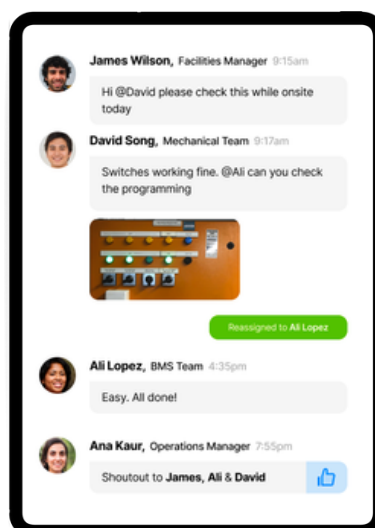 James Wilson, Facilities Manager 9:15am
Hi @David please check this while onsite
today
David Song, Mechanical Team 9:17am
Switches working fine. @Ali can you check
the programming
Reassigned to Ali Lopez
Ali Lopez, BMS Team 4:35pm
Easy. All done!
Ana Kaur, Operations Manager 7:55pm
Shoutout to James, Ali & David